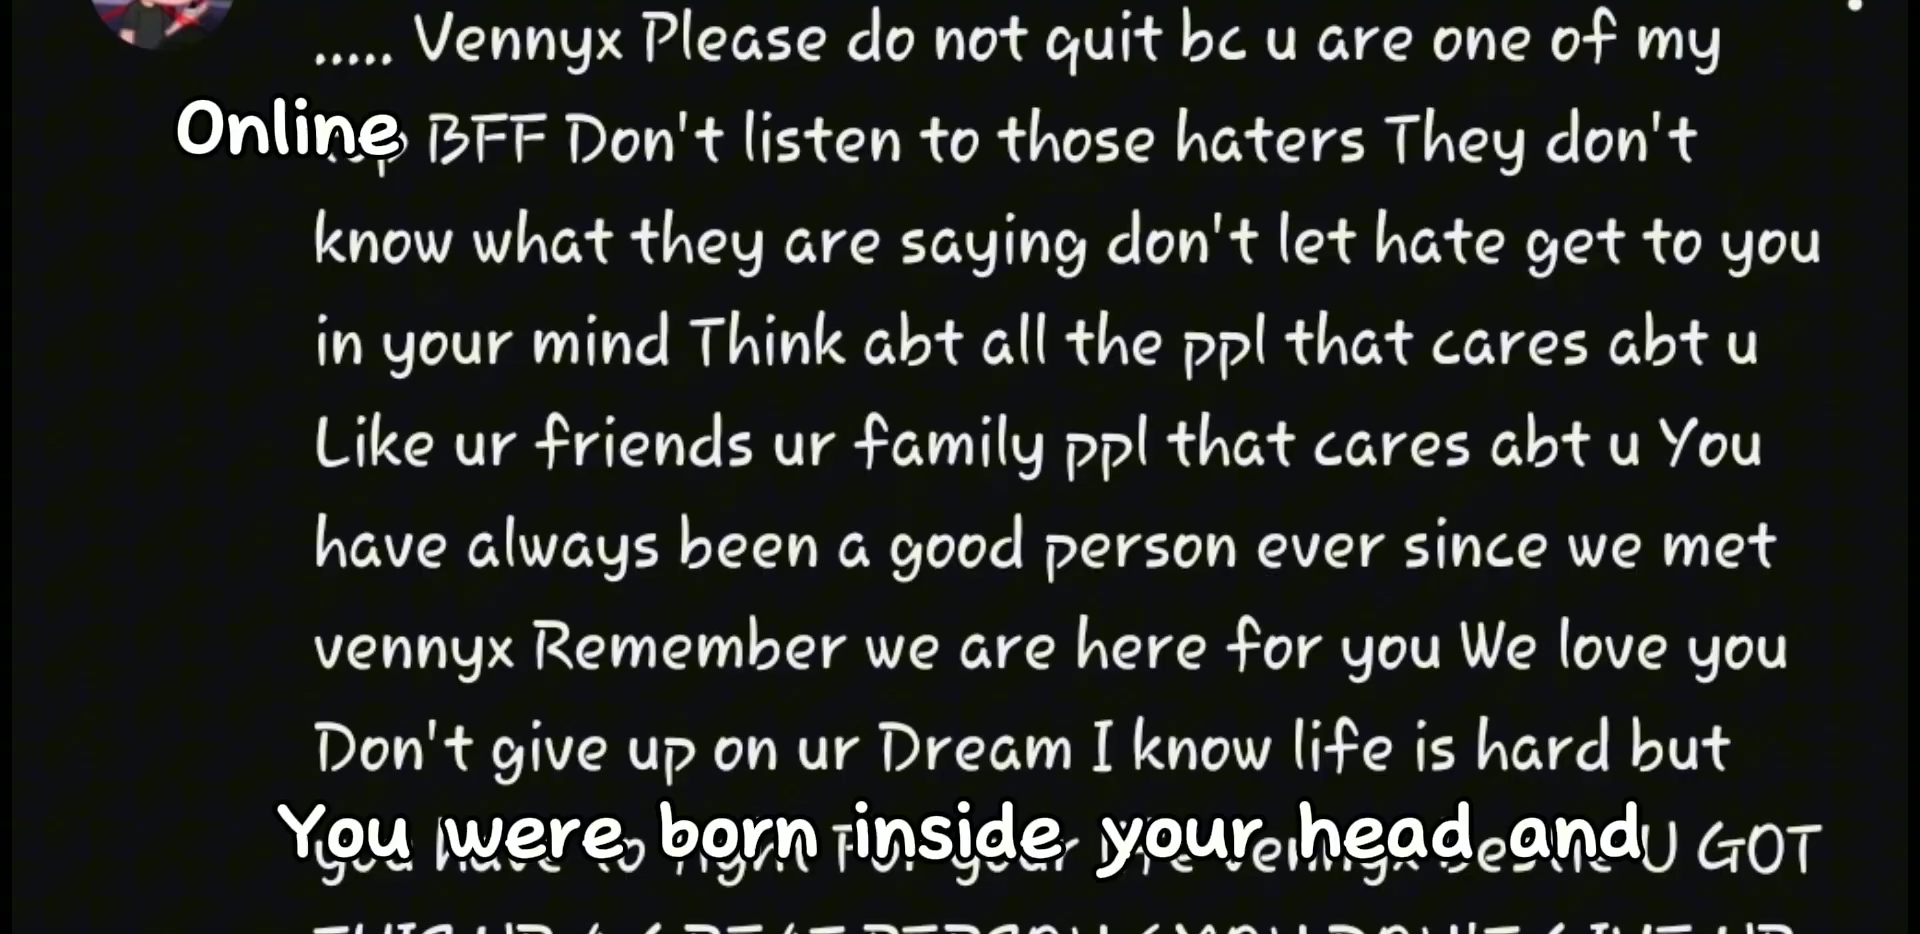 ..... Vennyx Please do not quit bc u are one of my
Online
BFF Don't listen to those haters They don't
know what they are saying don't let hate get to you
in your mind Think abt all the ppl that cares abt u
Like ur friends ur family ppl that cares abt u You
have always been a good person ever since we met
vennyx Remember we are here for you We love you
Don't give up on ur Dream I know life is hard but
You were born inside your head and
U GOT